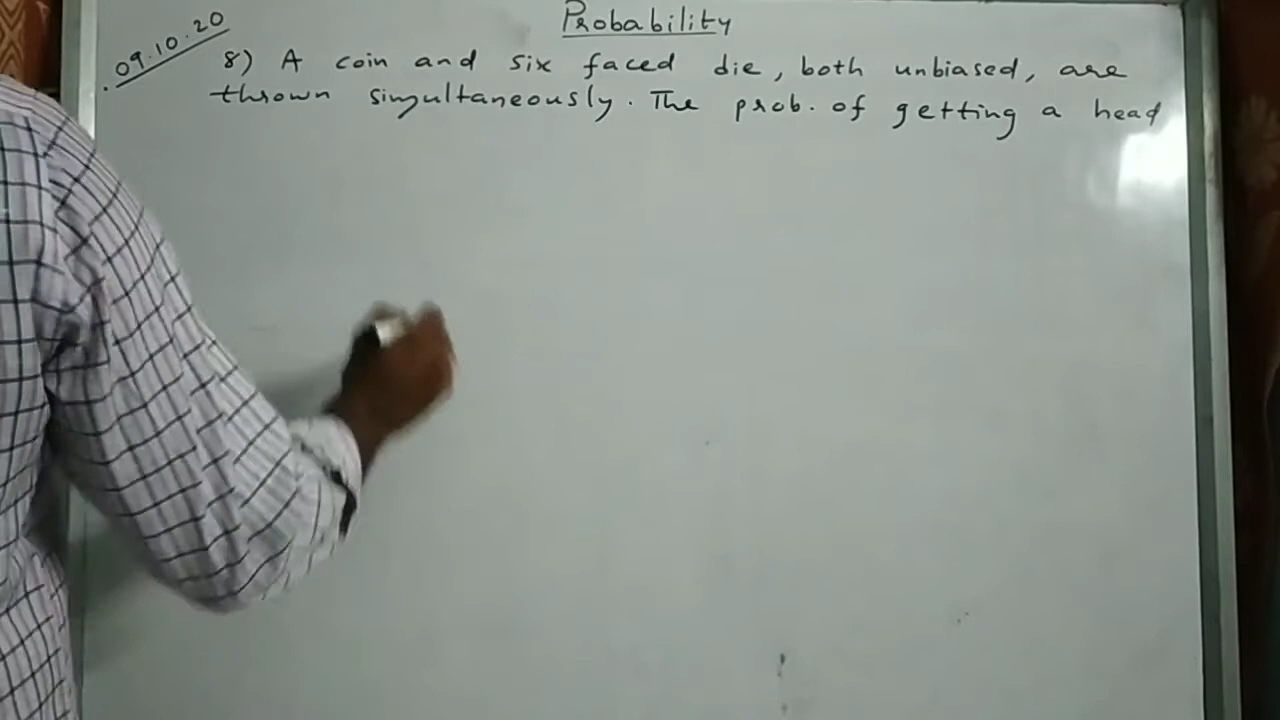 Probability
09.10.20
8) A coin and six faced die, both unbiased, are
thrown simultaneously. The prob. of getting a head